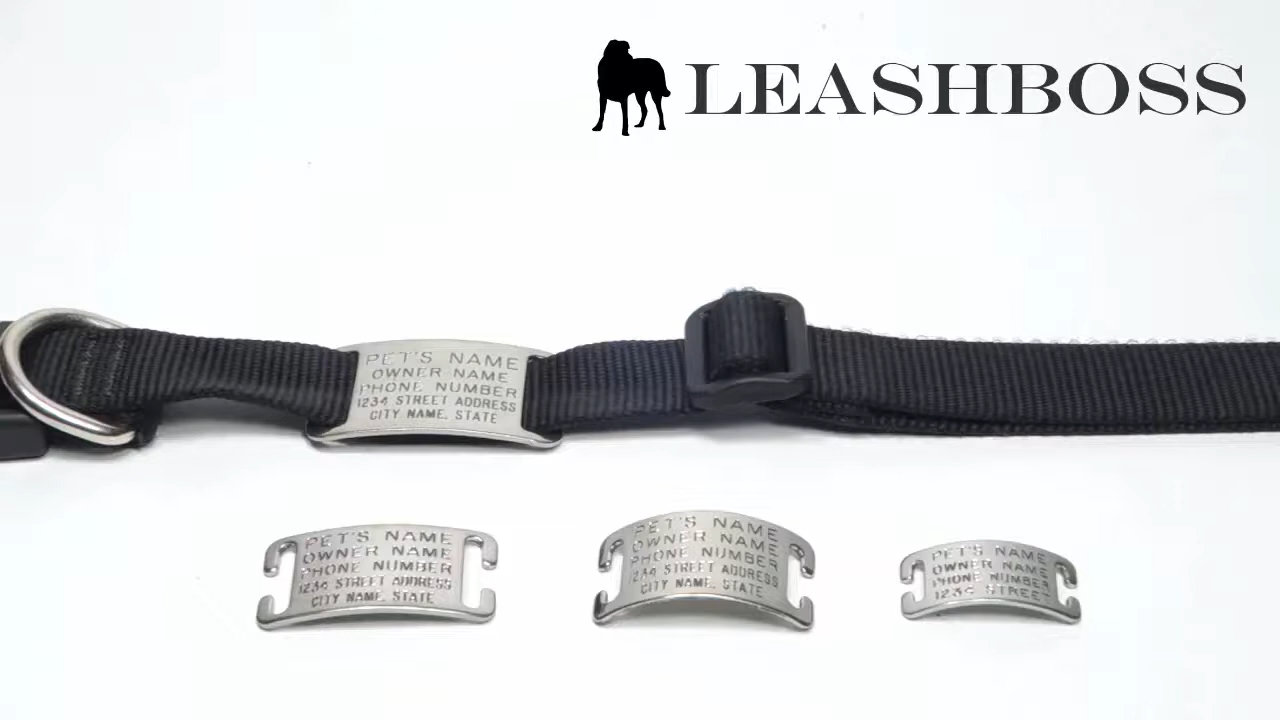 LEASHBOSS
PET'S NAME
OWNER NAME
PHONE NUMBER
1234 STREET ADDRESS
CITY NAME, STATE
PET'S NAME
OWNER NAME
PHONE NUMBER
1234 STREET ADDRESS
CITY NAME, STATE
PET'S NAME
OWNER NAME
PHONE NUMBER
1234 STREET ADDRESS
CITY NAME, STATE
PET'S NAME
OWNER NAME
PHONE NUMBER
1234 STREET